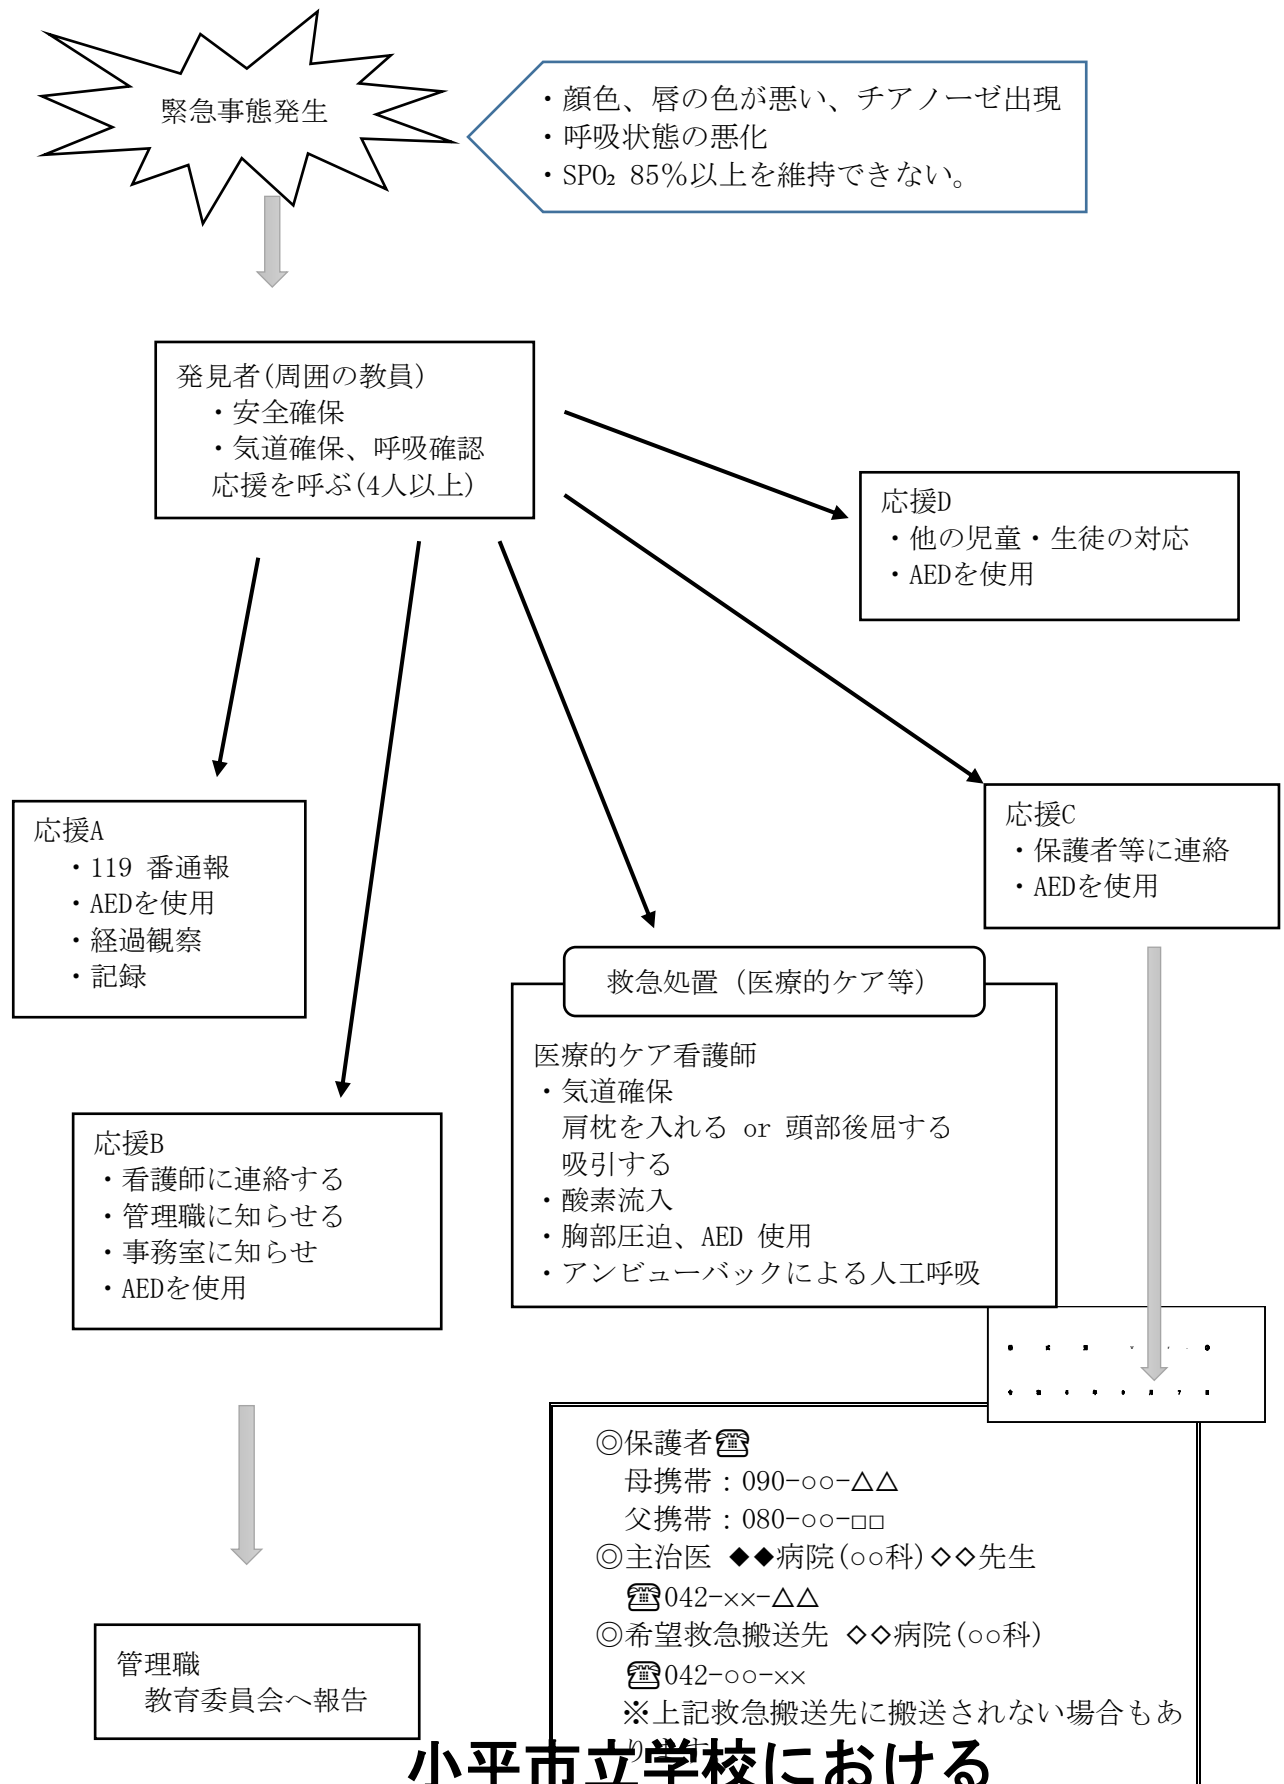 緊急事態発生
・顔色、唇の色が悪い、チアノーゼ出現
・呼吸状態の悪化
・SPO₂ 85%以上を維持できない。
発見者(周囲の教員)
・安全確保
・気道確保、呼吸確認
応援を呼ぶ(4人以上)
応援D
・他の児童・生徒の対応
・AEDを使用
応援A
・119 番通報
・AEDを使用
・経過観察
・記録
応援C
・保護者等に連絡
・AEDを使用
救急処置（医療的ケア等）
医療的ケア看護師
・気道確保
肩枕を入れる or 頭部後屈する
吸引する
・酸素流入
・胸部圧迫、AED 使用
・アンビューバックによる人工呼吸
応援B
・看護師に連絡する
・管理職に知らせる
・事務室に知らせ
・AEDを使用
◎保護者☎
母携帯：090-○○-△△
父携帯：080-○○-□□
◎主治医 ◆◆病院(○○科)◇◇先生
☎042-××-△△
◎希望救急搬送先 ◇◇病院(○○科)
☎042-○○-××
※上記救急搬送先に搬送されない場合もあ
管理職
教育委員会へ報告
小平市立学校における